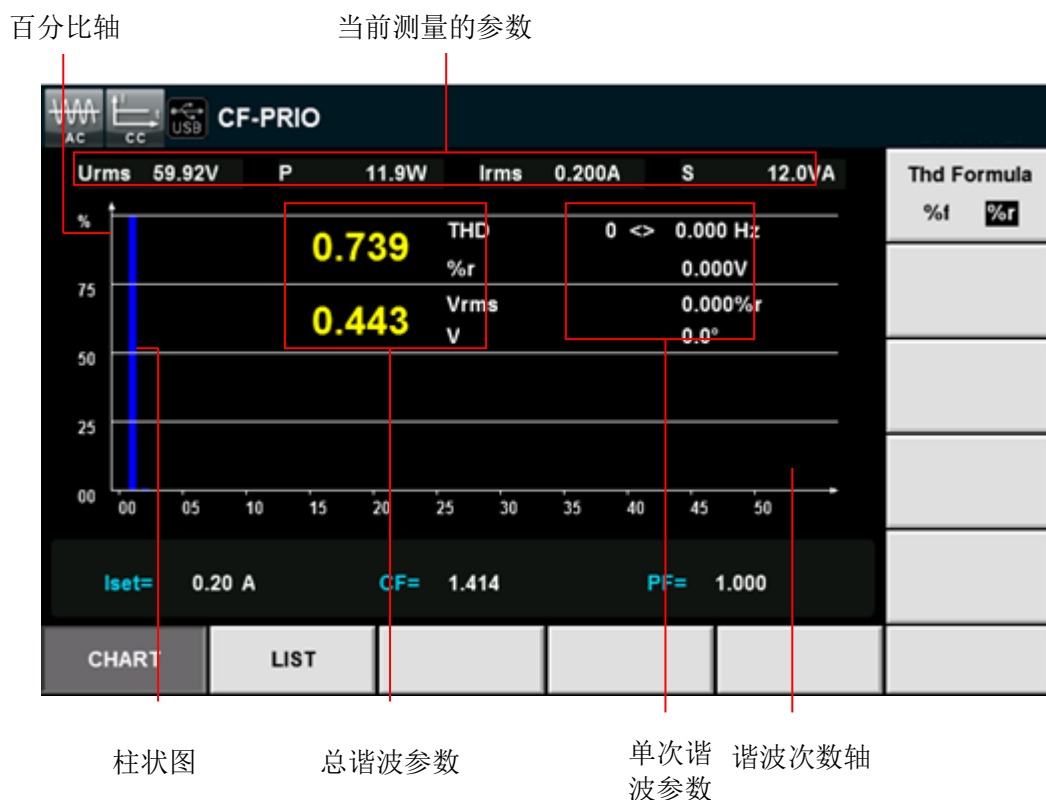 百分比轴 当前测量的参数
AC CC USB CF-PRIO
Urms 59.92V P 11.9W Irms 0.200A S 12.0VA
Thd Formula
%f %r
% 0.739 THD 0 <> 0.000 Hz
%r 0.000V
75
0.443 Vrms 0.000%r
V 0.0°
50
25
00
00 05 10 15 20 25 30 35 40 45 50
Iset= 0.20 A CF= 1.414 PF= 1.000
CHART LIST
柱状图 总谐波参数 单次谐 谐波次数轴
波参数